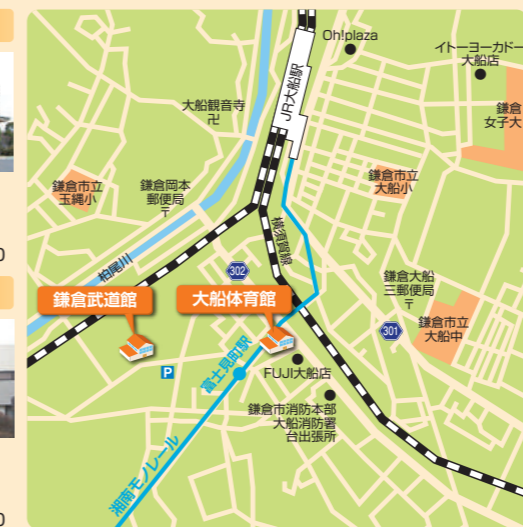 Oh!plaza
イトーヨーカドー
大船店
JR大船駅
大船観音寺
卍
鎌倉
女子大
鎌倉市立
玉縄小
鎌倉岡本
郵便局
〒
鎌倉市立
大船小
横須賀線
柏尾川
302
鎌倉大船
三郵便局
〒
鎌倉武道館
大船体育館
301
鎌倉市立
大船中
P
富士見町駅
FUJI大船店
鎌倉市消防本部
大船消防署
台出張所
湘南モノレール
0
0